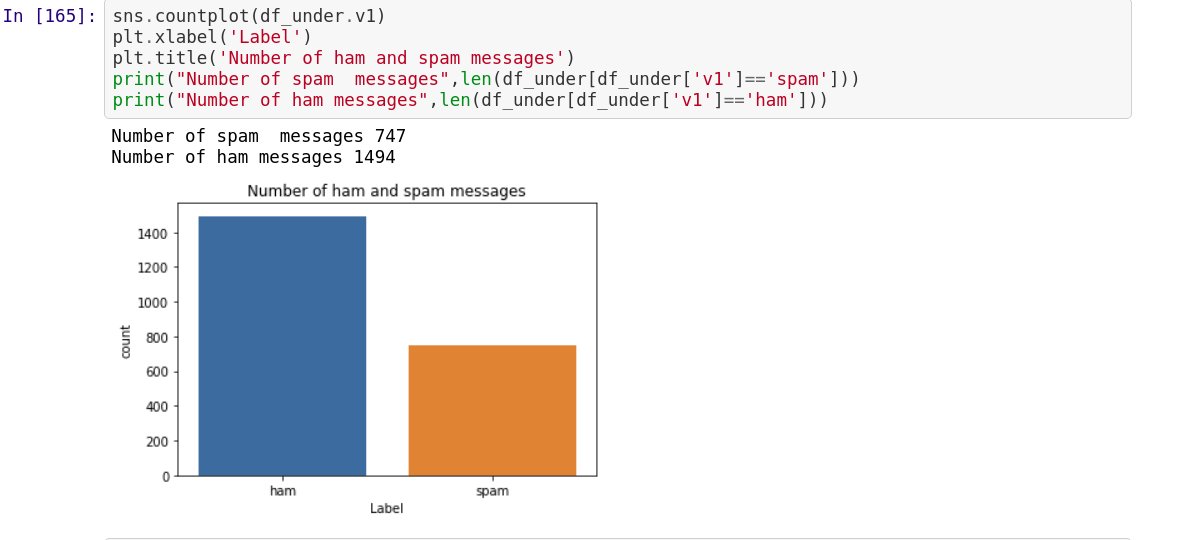 In [165]: sns.countplot(df_under.v1)
plt.xlabel('Label')
plt.title('Number of ham and spam messages')
print("Number of spam  messages",len(df_under[df_under['v1']=='spam']))
print("Number of ham messages",len(df_under[df_under['v1']=='ham']))
Number of spam  messages 747
Number of ham messages 1494
Number of ham and spam messages
1400
1200
1000
800
600
400
200
0
count
ham spam
Label